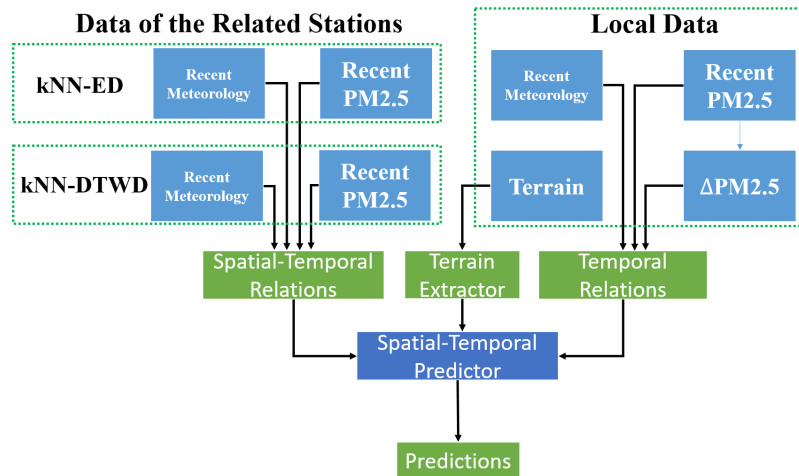 Data of the Related Stations
Local Data
kNN-ED
Recent
Meteorology
Recent
PM2.5
Recent
Meteorology
Recent
PM2.5
kNN-DTWD
Recent
Meteorology
Recent
PM2.5
Terrain
ΔPM2.5
Spatial-Temporal
Relations
Terrain
Extractor
Temporal
Relations
Spatial-Temporal
Predictor
Predictions